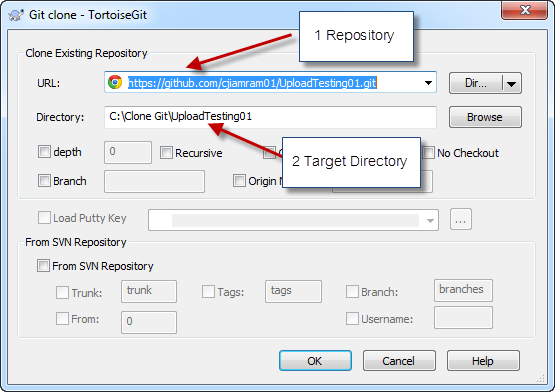 Git clone - TortoiseGit
1 Repository
Clone Existing Repository
URL: https://github.com/cjiamram01/UploadTesting01.git Dir...
Directory: C:\Clone Git\UploadTesting01 Browse
2 Target Directory
depth 0 Recursive No Checkout
Branch Origin
Load Putty Key ...
From SVN Repository
From SVN Repository
Trunk: trunk Tags: tags Branch: branches
From: 0 Username:
OK Cancel Help